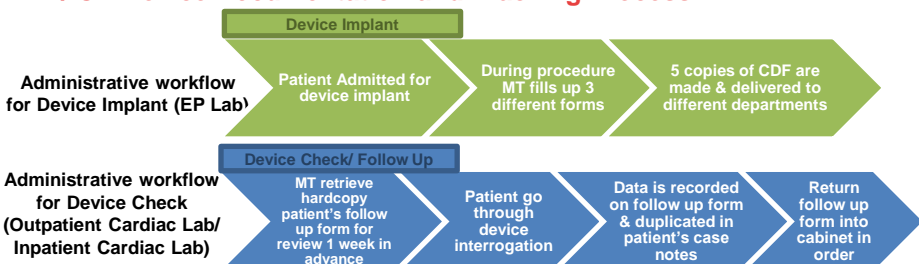 Device Implant
Administrative workflow
for Device Implant (EP Lab)
Patient Admitted for
device implant
During procedure
MT fills up 3
different forms
5 copies of CDF are
made & delivered to
different departments
Device Check/ Follow Up
Administrative workflow
for Device Check
(Outpatient Cardiac Lab/
Inpatient Cardiac Lab)
MT retrieve
hardcopy
patient's follow
up form for
review 1 week in
advance
Patient go
through
device
interrogation
Data is recorded
on follow up form
& duplicated in
patient's case
notes
Return
follow up
form into
cabinet in
order